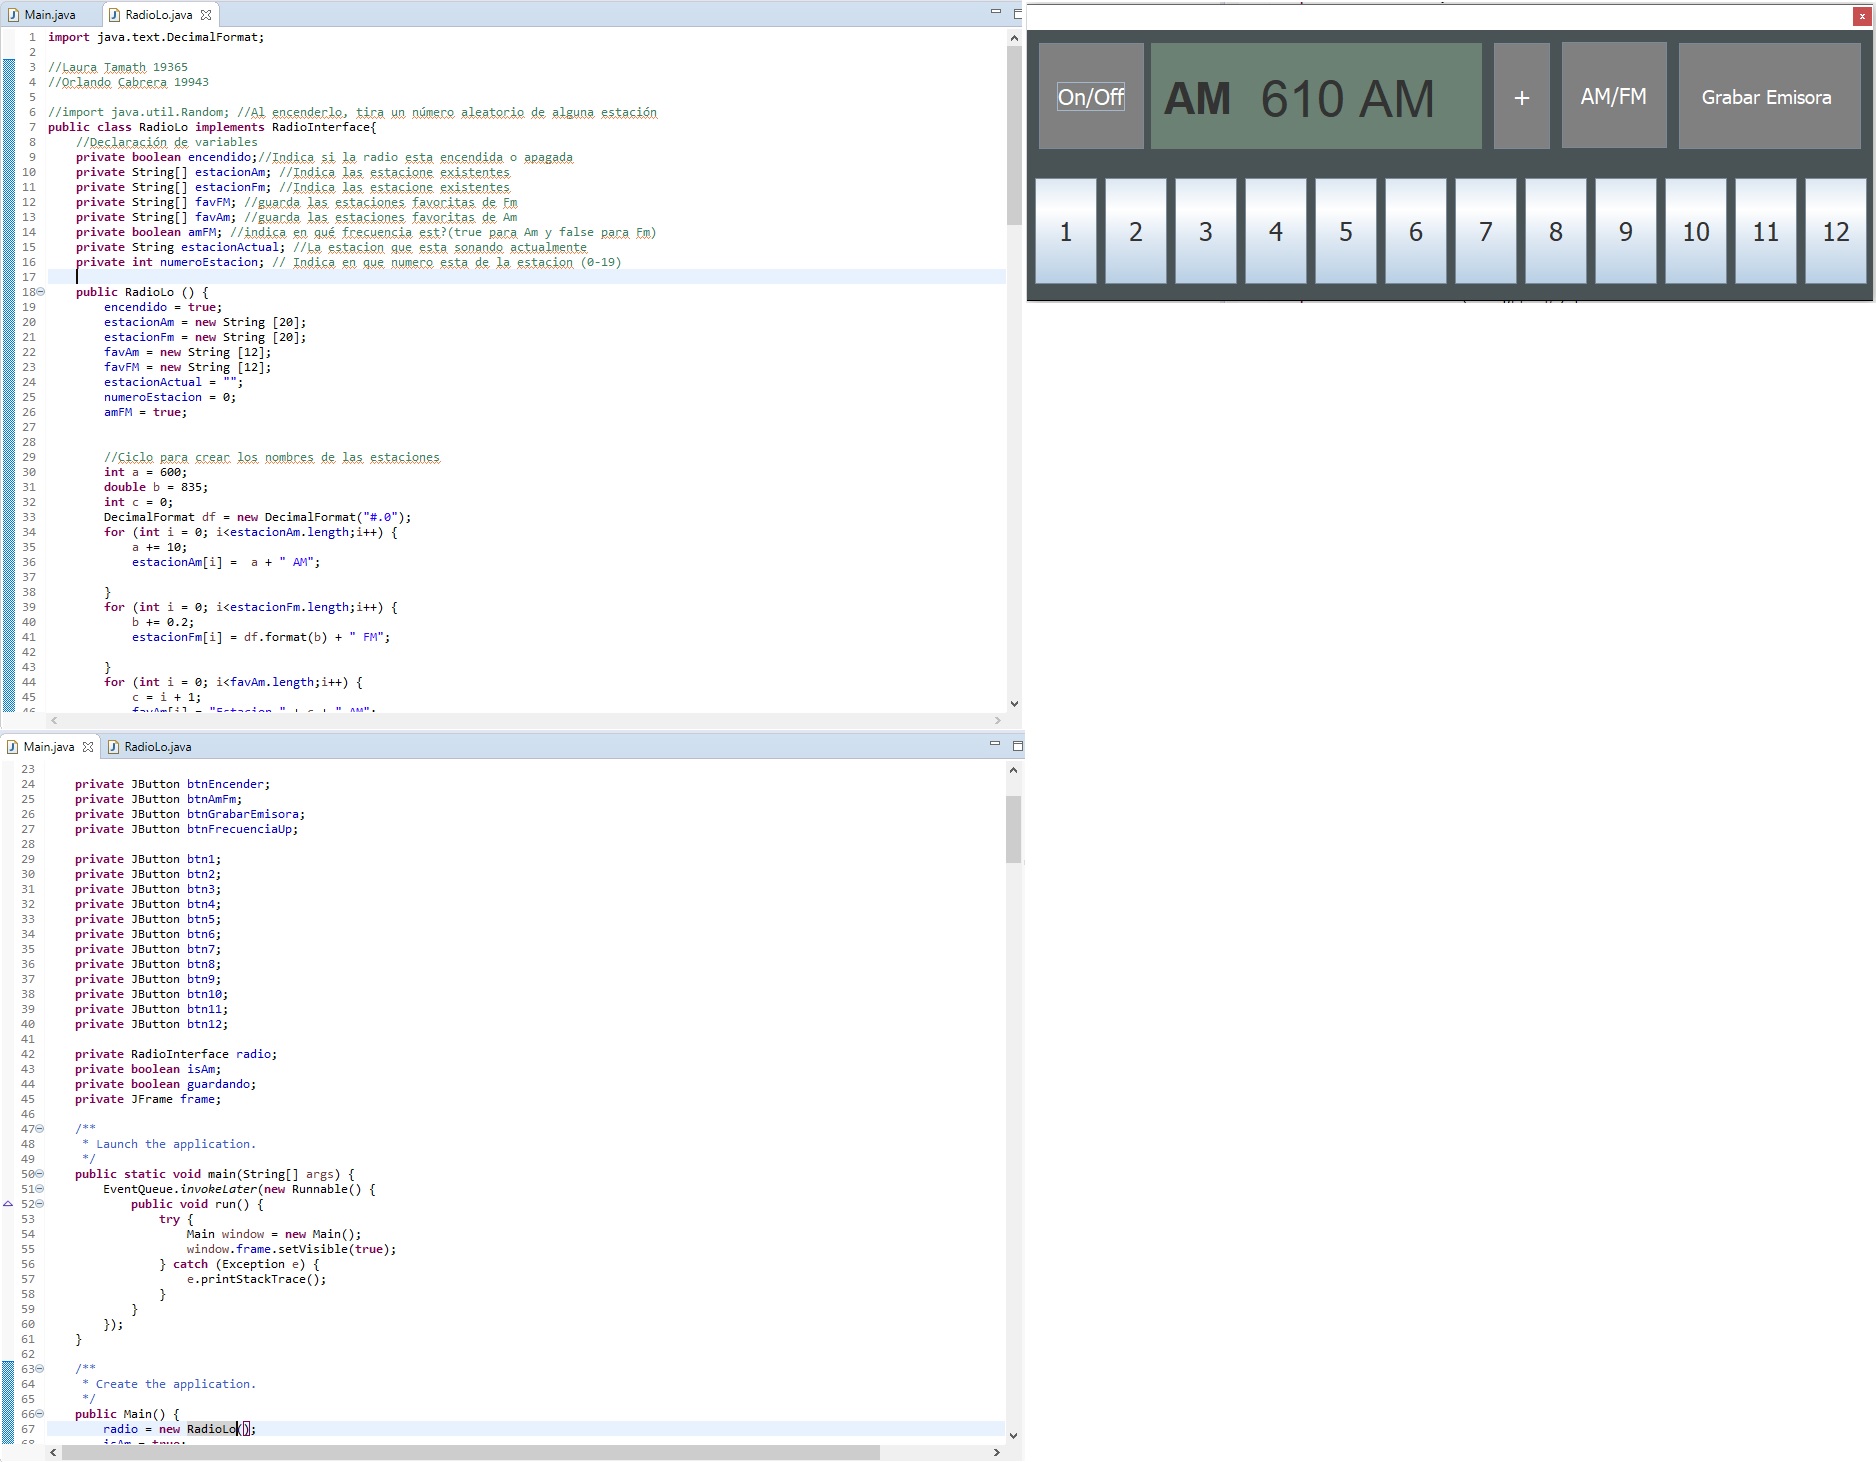 Main.java RadioLo.java
1 import java.text.DecimalFormat;
2
3 //Laura Tamath 19365
4 //Orlando Cabrera 19943
5
6 //import java.util.Random; //Al encenderlo, tira un número aleatorio de alguna estación
7 public class RadioLo implements RadioInterface{
8 //Declaración de variables
9 private boolean encendido;//Indica si la radio esta encendida o apagada
10 private String[] estacionAm; //Indica las estacione existentes
11 private String[] estacionFm; //Indica las estacione existentes
12 private String[] favFM; //guarda las estaciones favoritas de Fm
13 private String[] favAm; //guarda las estaciones favoritas de Am
14 private boolean amFM; //indica en qué frecuencia est?(true para Am y false para Fm)
15 private String estacionActual; //La estacion que esta sonando actualmente
16 private int numeroEstacion; // Indica en que numero esta de la estacion (0-19)
17
18 public RadioLo () {
19 encendido = true;
20 estacionAm = new String [20];
21 estacionFm = new String [20];
22 favAm = new String [12];
23 favFM = new String [12];
24 estacionActual = "";
25 numeroEstacion = 0;
26 amFM = true;
27
28
29 //Ciclo para crear los nombres de las estaciones
30 int a = 600;
31 double b = 835;
32 int c = 0;
33 DecimalFormat df = new DecimalFormat("#.0");
34 for (int i = 0; i<estacionAm.length;i++) {
35 a += 10;
36 estacionAm[i] =  a + " AM";
37
38 }
39 for (int i = 0; i<estacionFm.length;i++) {
40 b += 0.2;
41 estacionFm[i] = df.format(b) + " FM";
42
43 }
44 for (int i = 0; i<favAm.length;i++) {
45 c = i + 1;
46 favAm[i] = "Estacion " + c + " AM";
On/Off AM 610 AM + AM/FM Grabar Emisora
1 2 3 4 5 6 7 8 9 10 11 12
Main.java RadioLo.java
23
24 private JButton btnEncender;
25 private JButton btnAmFm;
26 private JButton btnGrabarEmisora;
27 private JButton btnFrecuenciaUp;
28
29 private JButton btn1;
30 private JButton btn2;
31 private JButton btn3;
32 private JButton btn4;
33 private JButton btn5;
34 private JButton btn6;
35 private JButton btn7;
36 private JButton btn8;
37 private JButton btn9;
38 private JButton btn10;
39 private JButton btn11;
40 private JButton btn12;
41
42 private RadioInterface radio;
43 private boolean isAm;
44 private boolean guardando;
45 private JFrame frame;
46
47 /**
48 * Launch the application.
49 */
50 public static void main(String[] args) {
51 EventQueue.invokeLater(new Runnable() {
52 public void run() {
53 try {
54 Main window = new Main();
55 window.frame.setVisible(true);
56 } catch (Exception e) {
57 e.printStackTrace();
58 }
59 }
60 });
61 }
62
63 /**
64 * Create the application.
65 */
66 public Main() {
67 radio = new RadioLo();
68 isAm = true;